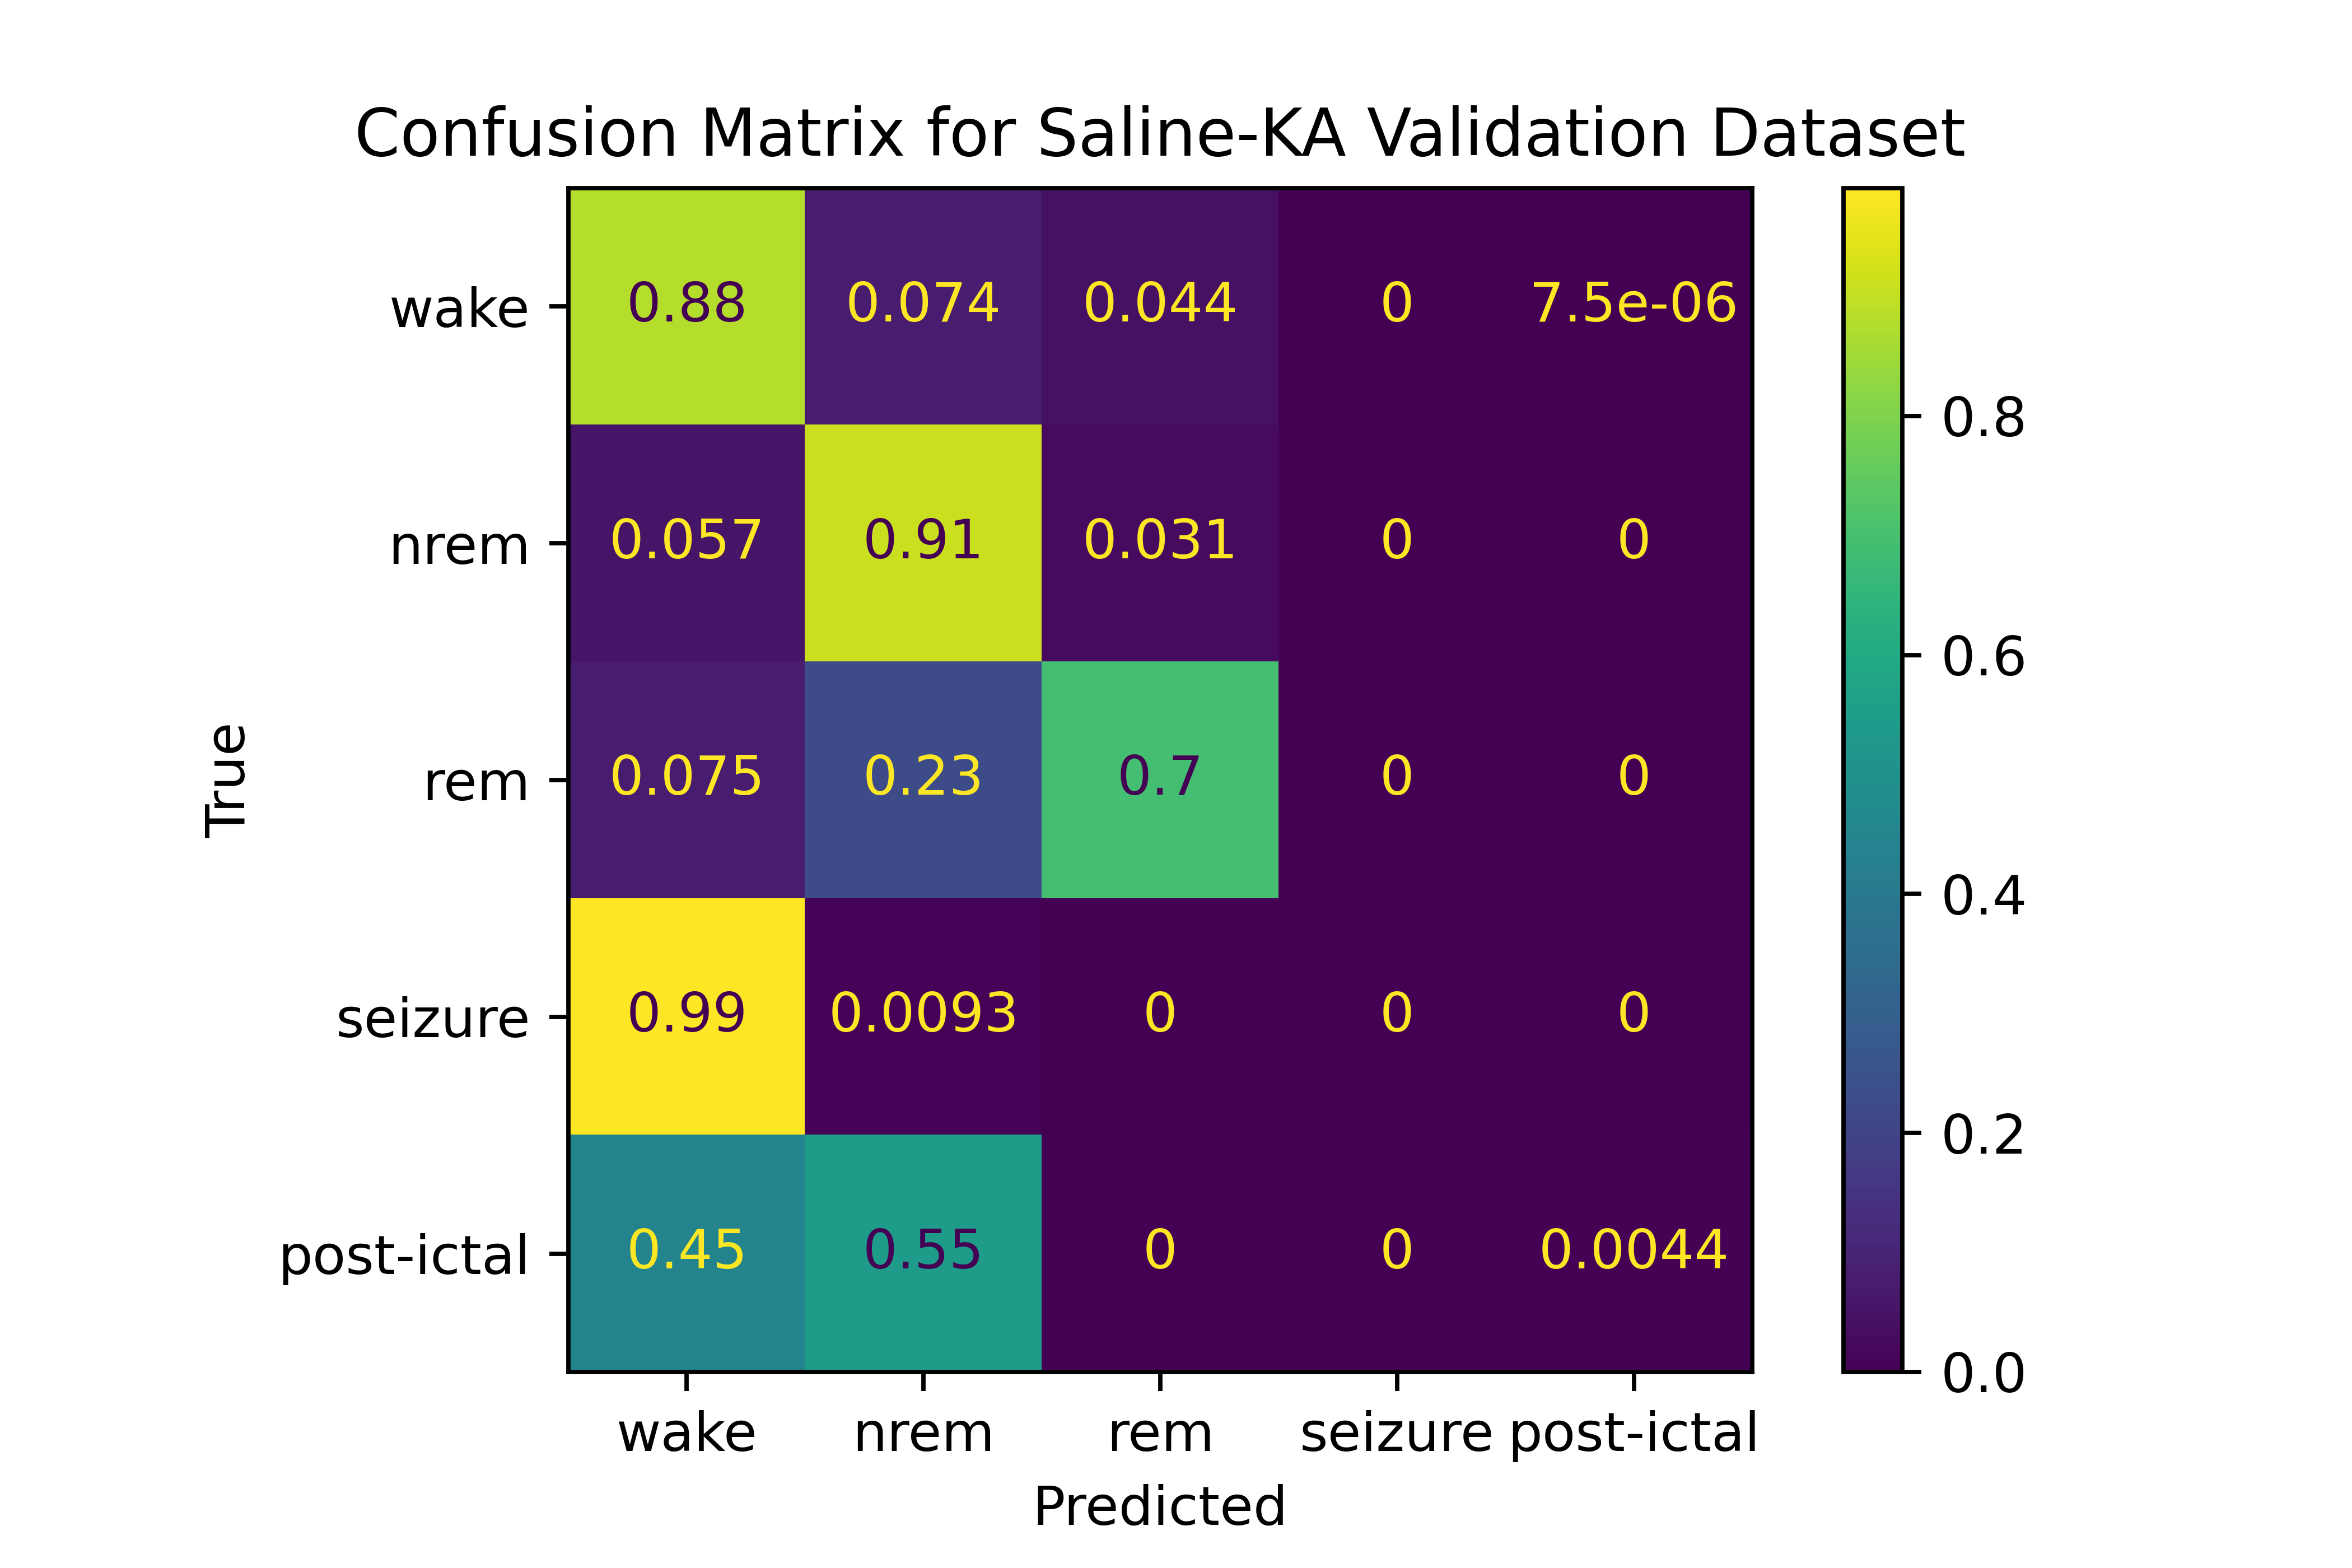 Confusion Matrix for Saline-KA Validation Dataset
wake 0.88 0.074 0.044 0 7.5e-06
nrem 0.057 0.91 0.031 0 0
rem 0.075 0.23 0.7 0 0
seizure 0.99 0.0093 0 0 0
post-ictal 0.45 0.55 0 0 0.0044
wake nrem rem seizure post-ictal
Predicted
True
0.8
0.6
0.4
0.2
0.0